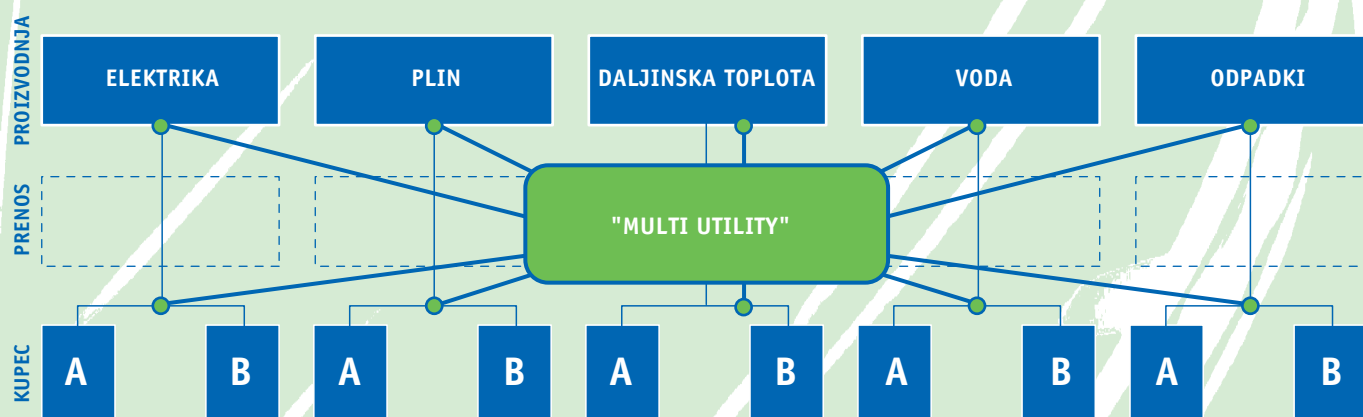 PROIZVODNJA
ELEKTRIKA
PLIN
DALJINSKA TOPLOTA
VODA
ODPADKI
PRENOS
"MULTI UTILITY"
KUPEC
A
B
A
B
A
B
A
B
A
B